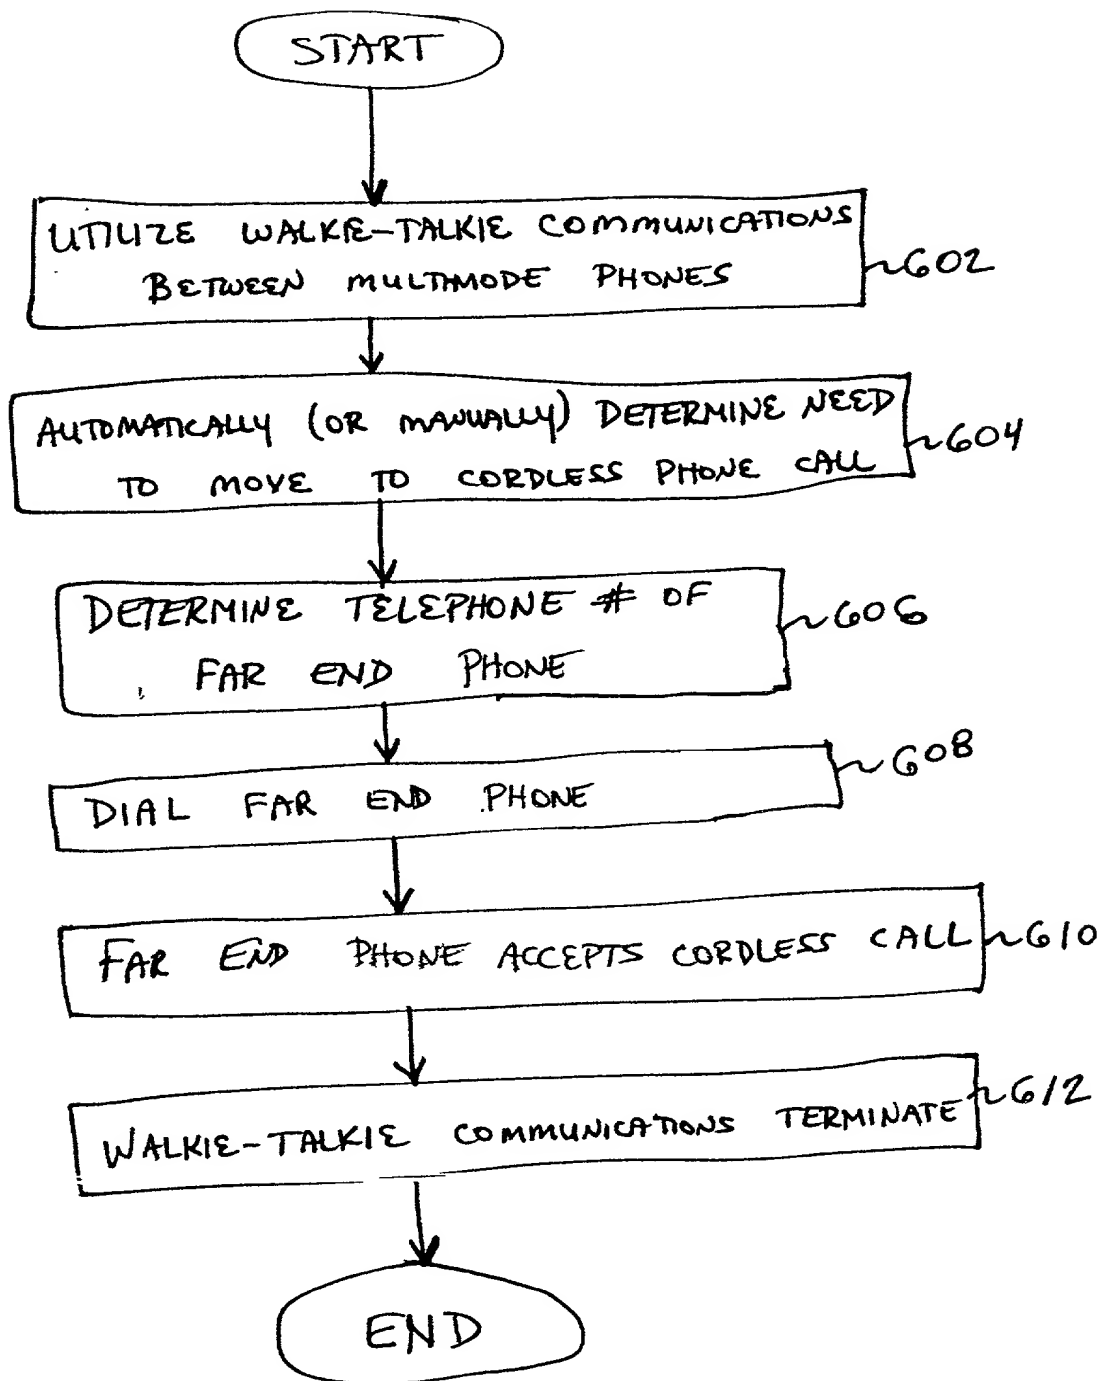 START
UTILIZE WALKIE-TALKIE COMMUNICATIONS
BETWEEN MULTIMODE PHONES
602
AUTOMATICALLY (OR MANUALLY) DETERMINE NEED
TO MOVE TO CORDLESS PHONE CALL
604
DETERMINE TELEPHONE # OF
FAR END PHONE
606
DIAL FAR END PHONE
608
FAR END PHONE ACCEPTS CORDLESS CALL
610
WALKIE-TALKIE COMMUNICATIONS TERMINATE
612
END